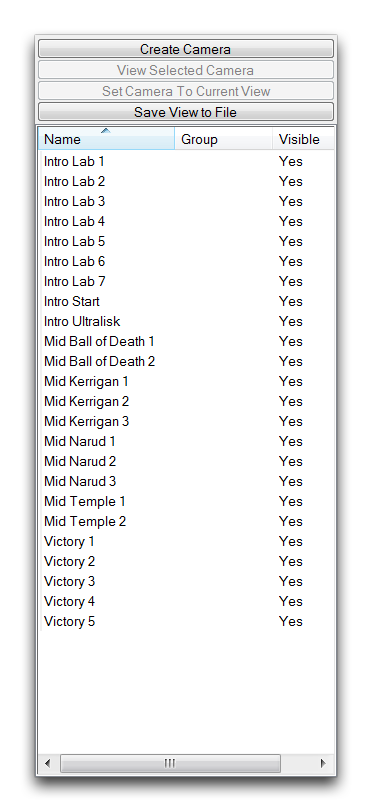 Create Camera
View Selected Camera
Set Camera To Current View
Save View to File
Name Group Visible
Intro Lab 1 Yes
Intro Lab 2 Yes
Intro Lab 3 Yes
Intro Lab 4 Yes
Intro Lab 5 Yes
Intro Lab 6 Yes
Intro Lab 7 Yes
Intro Start Yes
Intro Ultralisk Yes
Mid Ball of Death 1 Yes
Mid Ball of Death 2 Yes
Mid Kerrigan 1 Yes
Mid Kerrigan 2 Yes
Mid Kerrigan 3 Yes
Mid Narud 1 Yes
Mid Narud 2 Yes
Mid Narud 3 Yes
Mid Temple 1 Yes
Mid Temple 2 Yes
Victory 1 Yes
Victory 2 Yes
Victory 3 Yes
Victory 4 Yes
Victory 5 Yes